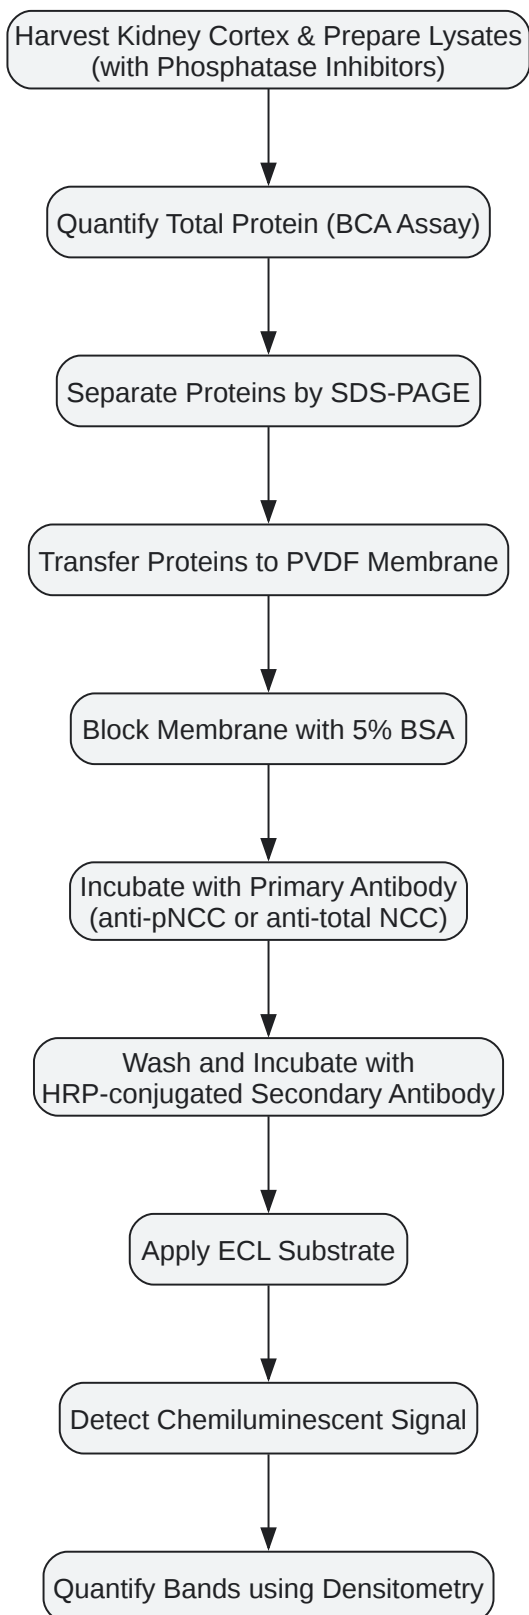 Harvest Kidney Cortex & Prepare Lysates
(with Phosphatase Inhibitors)
Quantify Total Protein (BCA Assay)
Separate Proteins by SDS-PAGE
Transfer Proteins to PVDF Membrane
Block Membrane with 5% BSA
Incubate with Primary Antibody
(anti-pNCC or anti-total NCC)
Wash and Incubate with
HRP-conjugated Secondary Antibody
Apply ECL Substrate
Detect Chemiluminescent Signal
Quantify Bands using Densitometry